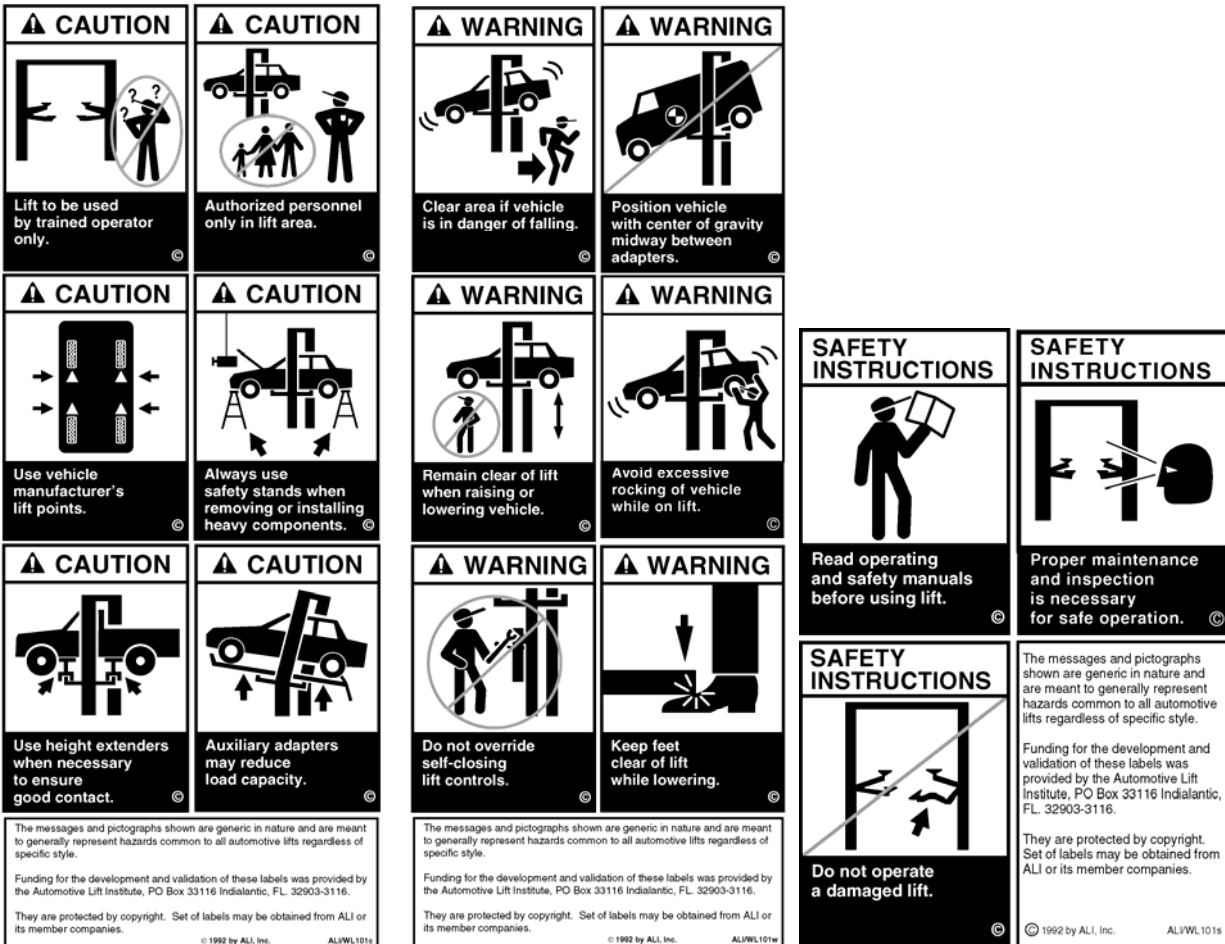 CAUTION
Lift to be used
by trained operator
only.
©
CAUTION
? ? ?
Authorized personnel
only in lift area.
©
CAUTION
Use vehicle
manufacturer's
lift points.
©
CAUTION
Always use
safety stands when
removing or installing
heavy components. ©
CAUTION
Use height extenders
when necessary
to ensure
good contact.
©
CAUTION
Auxiliary adapters
may reduce
load capacity.
©
The messages and pictographs shown are generic in nature and are meant
to generally represent hazards common to all automotive lifts regardless of
specific style.
Funding for the development and validation of these labels was provided by
the Automotive Lift Institute, PO Box 33116 Indialantic, FL. 32903-3116.
They are protected by copyright. Set of labels may be obtained from ALI or
its member companies.
© 1992 by ALI, Inc. ALI/WL101c
WARNING
Clear area if vehicle
is in danger of falling.
©
WARNING
Position vehicle
with center of gravity
midway between
adapters.
©
WARNING
Remain clear of lift
when raising or
lowering vehicle.
©
WARNING
Avoid excessive
rocking of vehicle
while on lift.
©
WARNING
Do not override
self-closing
lift controls.
©
WARNING
Keep feet
clear of lift
while lowering.
©
The messages and pictographs shown are generic in nature and are meant
to generally represent hazards common to all automotive lifts regardless of
specific style.
Funding for the development and validation of these labels was provided by
the Automotive Lift Institute, PO Box 33116 Indialantic, FL. 32903-3116.
They are protected by copyright. Set of labels may be obtained from ALI or
its member companies.
© 1992 by ALI, Inc. ALI/WL101w
SAFETY
INSTRUCTIONS
Read operating
and safety manuals
before using lift.
©
SAFETY
INSTRUCTIONS
Proper maintenance
and inspection
is necessary
for safe operation.
©
SAFETY
INSTRUCTIONS
Do not operate
a damaged lift.
©
The messages and pictographs
shown are generic in nature and
are meant to generally represent
hazards common to all automotive
lifts regardless of specific style.
Funding for the development and
validation of these labels was
provided by the Automotive Lift
Institute, PO Box 33116 Indialantic,
FL. 32903-3116.
They are protected by copyright.
Set of labels may be obtained from
ALI or its member companies.
© 1992 by ALI, Inc. ALI/WL101s